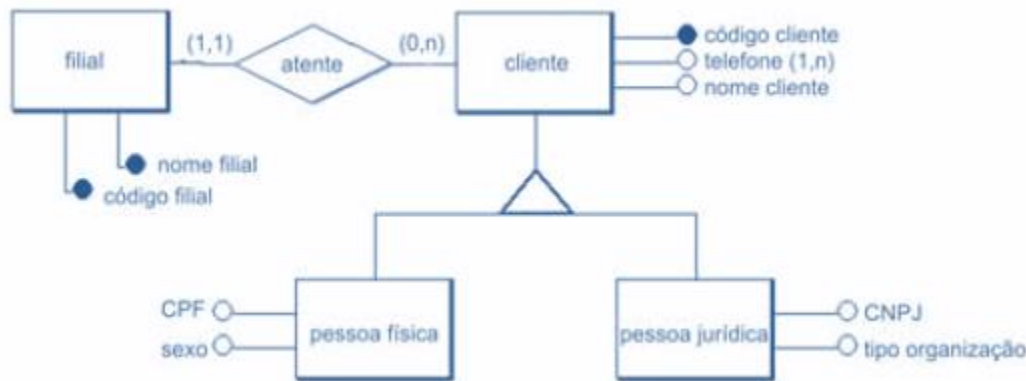 filial
(1,1)
atente
(0,n)
cliente
código cliente
telefone (1,n)
nome cliente
nome filial
código filial
CPF
sexo
pessoa física
pessoa jurídica
CNPJ
tipo organização